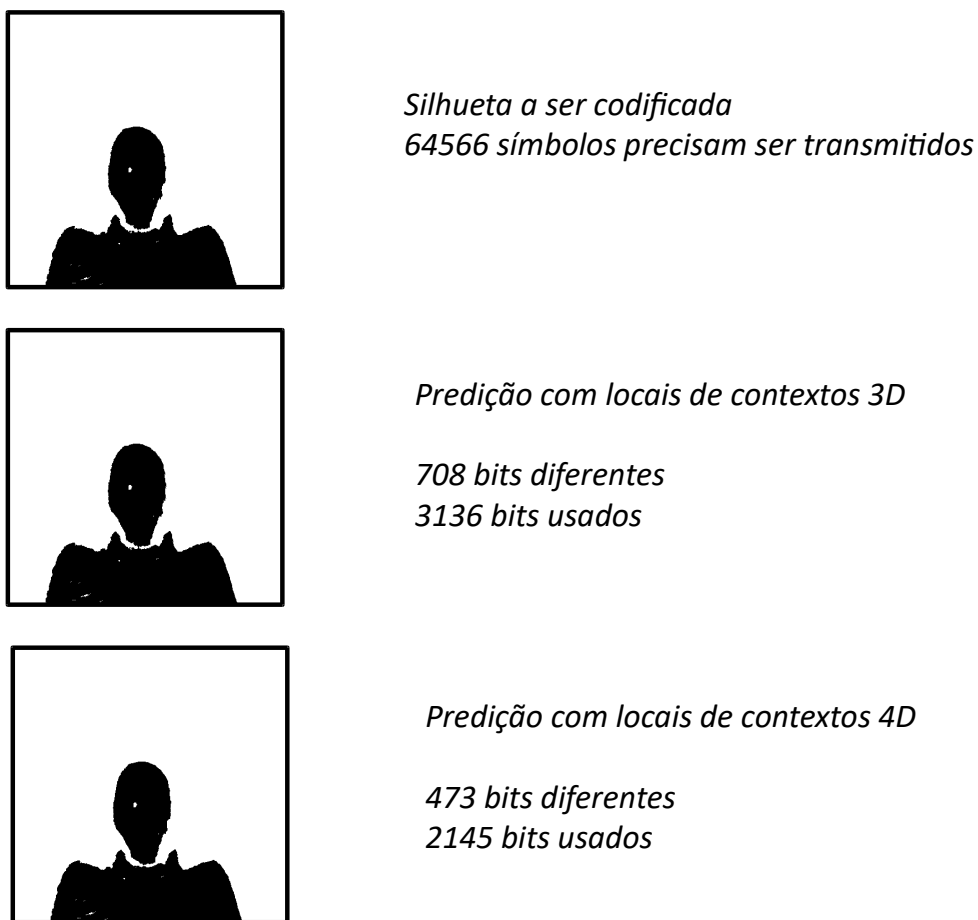 Silhueta a ser codificada
64566 símbolos precisam ser transmitidos
Predição com locais de contextos 3D
708 bits diferentes
3136 bits usados
Predição com locais de contextos 4D
473 bits diferentes
2145 bits usados